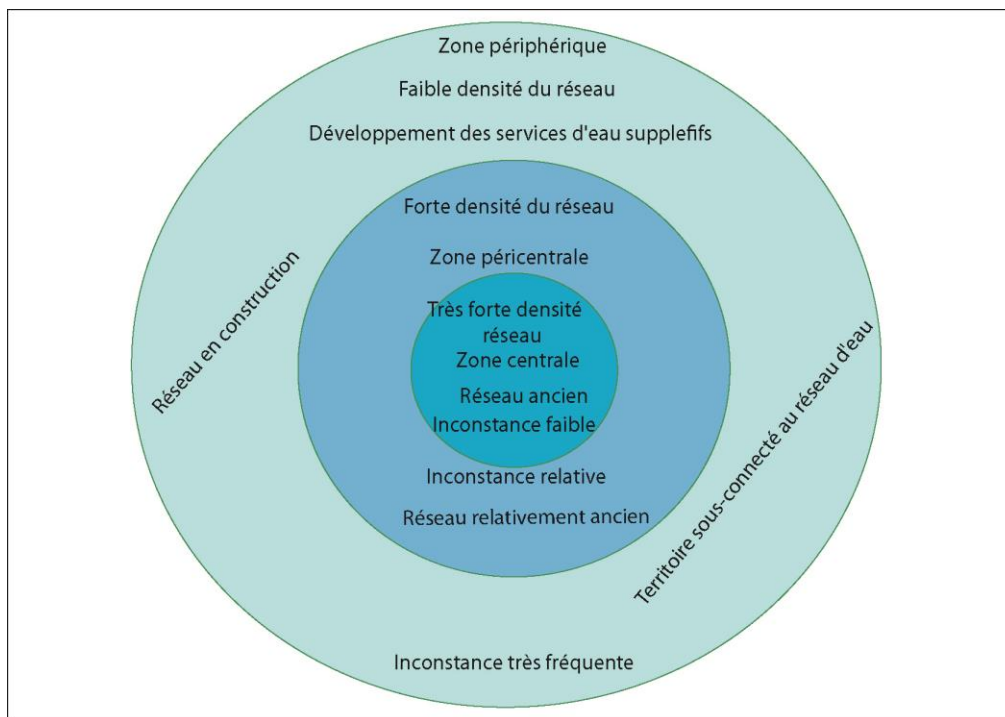 Zone périphérique
Faible densité du réseau
Développement des services d'eau supplefifs
Forte densité du réseau
Zone péricentrale
Très forte densité
réseau
Zone centrale
Réseau ancien
Inconstance faible
Inconstance relative
Réseau relativement ancien
Réseau en construction
Territoire sous-connecté au réseau d'eau
Inconstance très fréquente